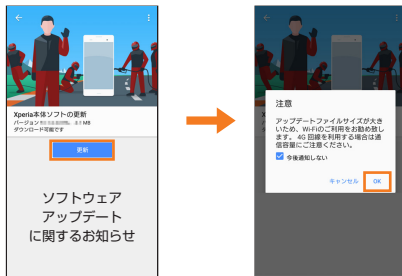 Xperia本体ソフトの更新
バージョン
MB
ダウンロード可能です
更新
ソフトウェア
アップデート
に関するお知らせ
注意
アップデートファイルサイズが大き
いため、Wi-Fiのご利用をお勧め致し
ます。 4G 回線を利用する場合は通
信容量にご注意ください。
今後通知しない
キャンセル
OK